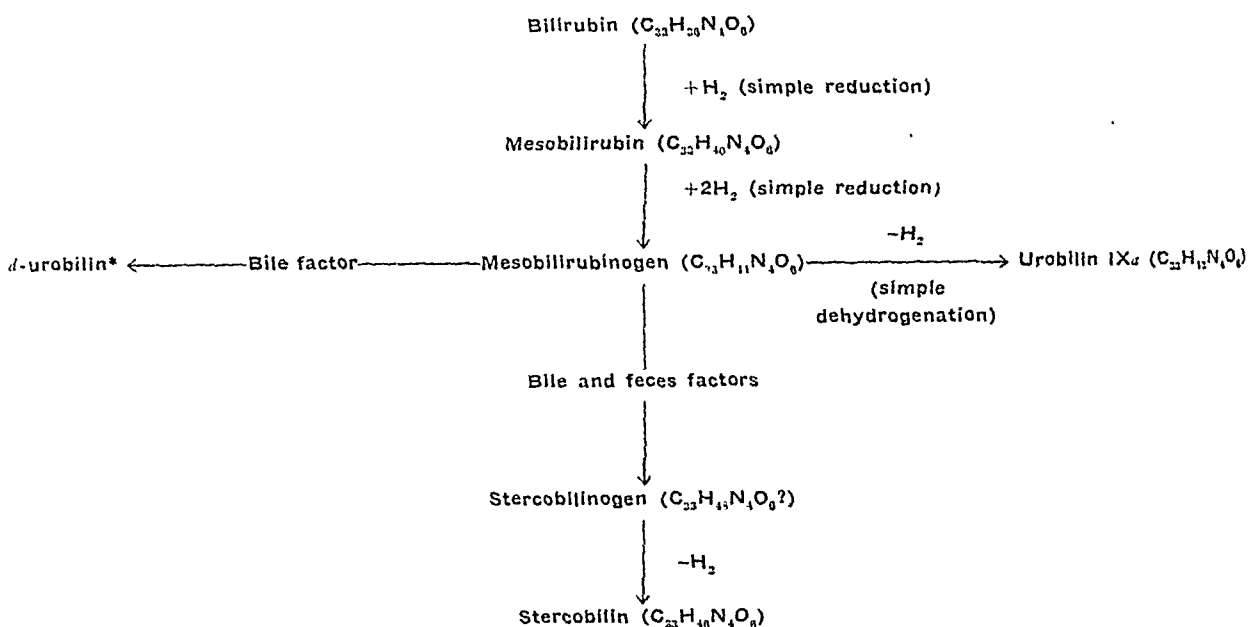 Bilirubin (C₃₃H₃₆N₄O₆)
+H₂ (simple reduction)
Mesobilirubin (C₃₃H₄₀N₄O₆)
+2H₂ (simple reduction)
–H₂
d-urobilin* Bile factor Mesobilirubinogen (C₃₃H₄₄N₄O₆) Urobilin IXa (C₃₃H₄₂N₄O₆)
(simple
dehydrogenation)
Bile and feces factors
Stercobilinogen (C₃₃H₄₈N₄O₆?)
–H₂
Stercobilin (C₃₃H₄₆N₄O₆)